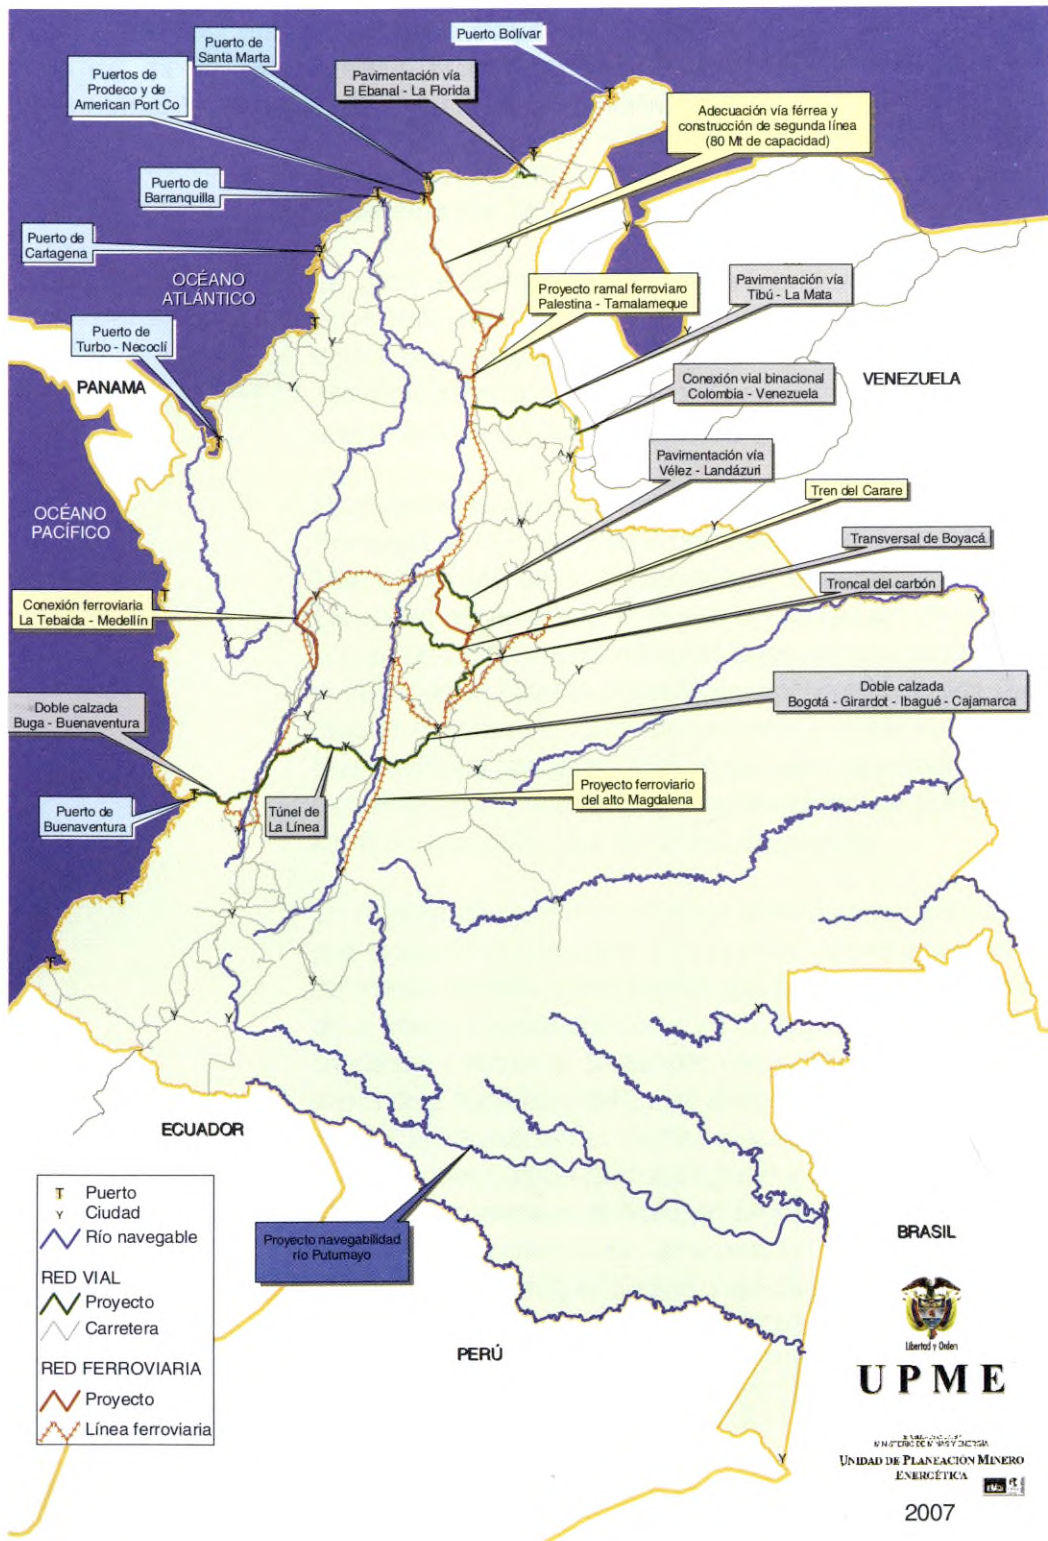 Puerto Bolívar
Puerto de
Santa Marta
Puertos de
Prodeco y de
American Port Co
Pavimentación vía
El Ebanal - La Florida
Adecuación vía férrea y
construcción de segunda línea
(80 Mt de capacidad)
Puerto de
Barranquilla
Puerto de
Cartagena
OCÉANO
ATLÁNTICO
Proyecto ramal ferroviaro
Palestina - Tamalameque
Pavimentación vía
Tibú - La Mata
Puerto de
Turbo - Necoclí
PANAMA
Conexión vial binacional
Colombia - Venezuela
VENEZUELA
Pavimentación vía
Vélez - Landázuri
Tren del Carare
OCÉANO
PACÍFICO
Transversal de Boyacá
Troncal del carbón
Conexión ferroviaria
La Tebaida - Medellín
Doble calzada
Buga - Buenaventura
Doble calzada
Bogotá - Girardot - Ibagué - Cajamarca
Puerto de
Buenaventura
Túnel de
La Línea
Proyecto ferroviario
del alto Magdalena
ECUADOR
Proyecto navegabilidad
río Putumayo
BRASIL
PERÚ
Puerto
Ciudad
Río navegable
RED VIAL
Proyecto
Carretera
RED FERROVIARIA
Proyecto
Línea ferroviaria
Libertad y Orden
UPME
MINISTERIO DE MINAS Y ENERGÍA
UNIDAD DE PLANEACIÓN MINERO
ENERGÉTICA
2007